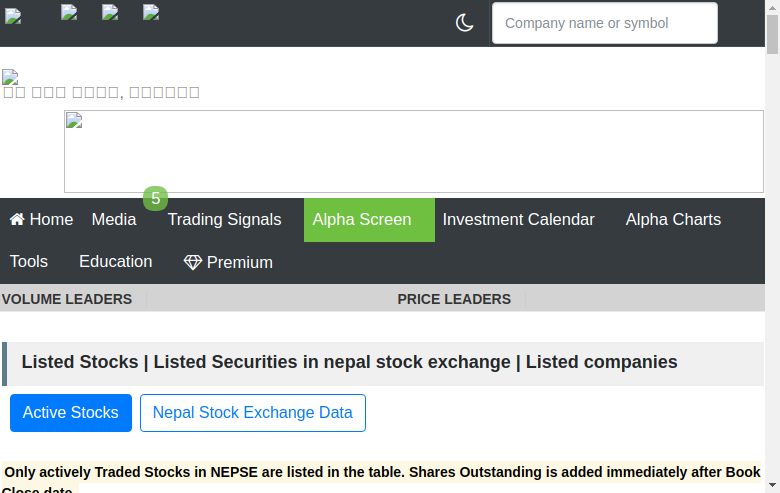 Company name or symbol
5
Home Media Trading Signals Alpha Screen Investment Calendar Alpha Charts
Tools Education Premium
VOLUME LEADERS PRICE LEADERS
Listed Stocks | Listed Securities in nepal stock exchange | Listed companies
Active Stocks Nepal Stock Exchange Data
Only actively Traded Stocks in NEPSE are listed in the table. Shares Outstanding is added immediately after Book
Close date.